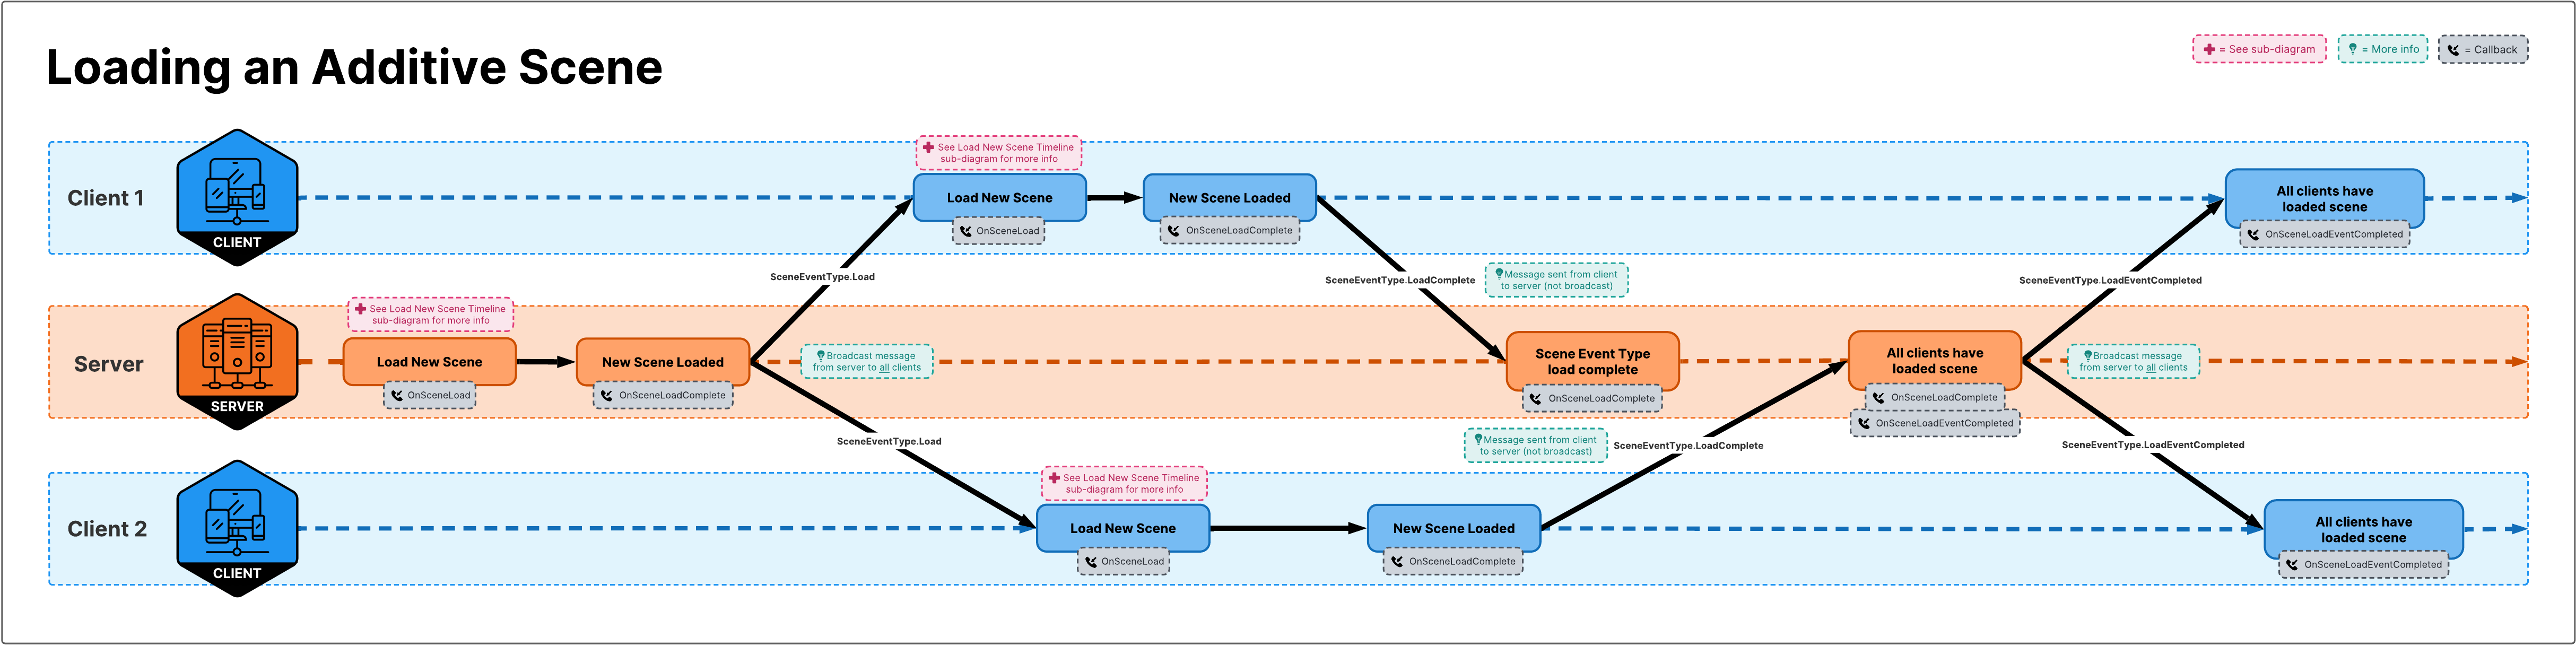 Loading an Additive Scene
= See sub-diagram
= More info
= Callback
Client 1
CLIENT
See Load New Scene Timeline
sub-diagram for more info
Load New Scene
OnSceneLoad
New Scene Loaded
OnSceneLoadComplete
All clients have
loaded scene
OnSceneLoadEventCompleted
SceneEventType.Load
SceneEventType.LoadComplete
Message sent from client
to server (not broadcast)
SceneEventType.LoadEventCompleted
Server
SERVER
See Load New Scene Timeline
sub-diagram for more info
Load New Scene
OnSceneLoad
New Scene Loaded
OnSceneLoadComplete
Broadcast message
from server to all clients
Scene Event Type
load complete
OnSceneLoadComplete
All clients have
loaded scene
OnSceneLoadComplete
OnSceneLoadEventCompleted
Broadcast message
from server to all clients
SceneEventType.Load
Message sent from client
to server (not broadcast)
SceneEventType.LoadComplete
SceneEventType.LoadEventCompleted
Client 2
CLIENT
See Load New Scene Timeline
sub-diagram for more info
Load New Scene
OnSceneLoad
New Scene Loaded
OnSceneLoadComplete
All clients have
loaded scene
OnSceneLoadEventCompleted